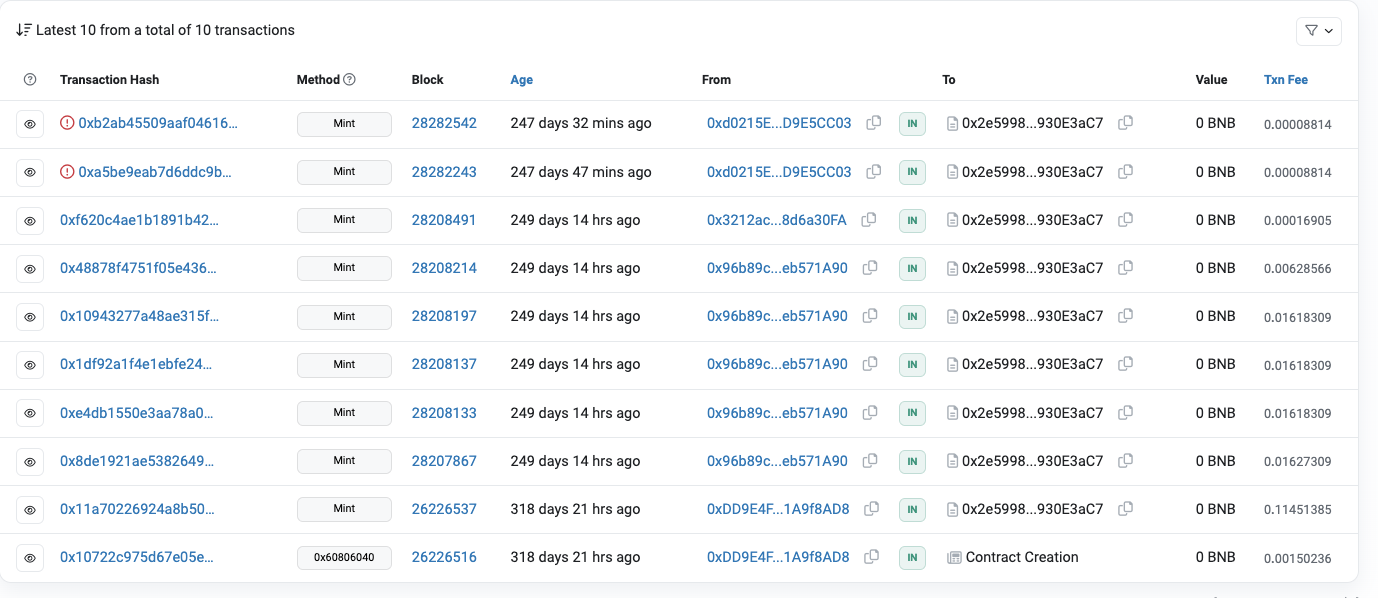 Latest 10 from a total of 10 transactions
Transaction Hash Method Block Age From To Value Txn Fee
0xb2ab45509aaf04616... Mint 28282542 247 days 32 mins ago 0xd0215E...D9E5CC03 IN 0x2e5998...930E3aC7 0 BNB 0.00008814
0xa5be9eab7d6ddc9b... Mint 28282243 247 days 47 mins ago 0xd0215E...D9E5CC03 IN 0x2e5998...930E3aC7 0 BNB 0.00008814
0xf620c4ae1b1891b42... Mint 28208491 249 days 14 hrs ago 0x3212ac...8d6a30FA IN 0x2e5998...930E3aC7 0 BNB 0.00016905
0x48878f4751f05e436... Mint 28208214 249 days 14 hrs ago 0x96b89c...eb571A90 IN 0x2e5998...930E3aC7 0 BNB 0.00628566
0x10943277a48ae315f... Mint 28208197 249 days 14 hrs ago 0x96b89c...eb571A90 IN 0x2e5998...930E3aC7 0 BNB 0.01618309
0x1df92a1f4e1ebfe24... Mint 28208137 249 days 14 hrs ago 0x96b89c...eb571A90 IN 0x2e5998...930E3aC7 0 BNB 0.01618309
0xe4db1550e3aa78a0... Mint 28208133 249 days 14 hrs ago 0x96b89c...eb571A90 IN 0x2e5998...930E3aC7 0 BNB 0.01618309
0x8de1921ae5382649... Mint 28207867 249 days 14 hrs ago 0x96b89c...eb571A90 IN 0x2e5998...930E3aC7 0 BNB 0.01627309
0x11a70226924a8b50... Mint 26226537 318 days 21 hrs ago 0xDD9E4F...1A9f8AD8 IN 0x2e5998...930E3aC7 0 BNB 0.11451385
0x10722c975d67e05e... 0x60806040 26226516 318 days 21 hrs ago 0xDD9E4F...1A9f8AD8 IN Contract Creation 0 BNB 0.00150236